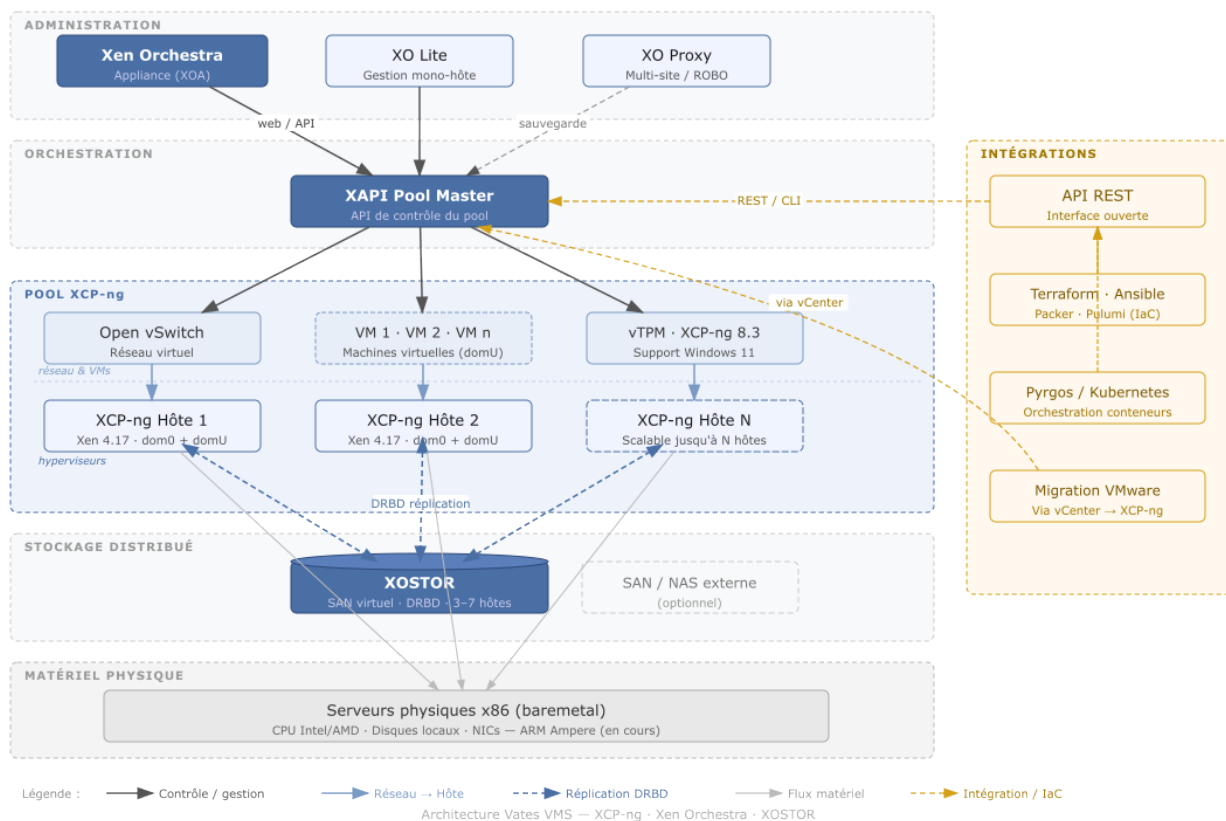 ADMINISTRATION
Xen Orchestra
Appliance (XOA)
XO Lite
Gestion mono-hôte
XO Proxy
Multi-site / ROBO
web / API
sauvegarde
ORCHESTRATION
XAPI Pool Master
API de contrôle du pool
REST / CLI
INTÉGRATIONS
API REST
Interface ouverte
Terraform · Ansible
Packer · Pulumi (IaC)
Pyrgos / Kubernetes
Orchestration conteneurs
Migration VMware
Via vCenter → XCP-ng
via vCenter
POOL XCP-ng
Open vSwitch
Réseau virtuel
VM 1 · VM 2 · VM n
Machines virtuelles (domU)
vTPM · XCP-ng 8.3
Support Windows 11
réseau & VMs
XCP-ng Hôte 1
Xen 4.17 · dom0 + domU
XCP-ng Hôte 2
Xen 4.17 · dom0 + domU
XCP-ng Hôte N
Scalable jusqu'à N hôtes
hyperviseurs
DRBD réplication
STOCKAGE DISTRIBUÉ
XOSTOR
SAN virtuel · DRBD · 3–7 hôtes
SAN / NAS externe
(optionnel)
MATÉRIEL PHYSIQUE
Serveurs physiques x86 (baremetal)
CPU Intel/AMD · Disques locaux · NICs — ARM Ampere (en cours)
Légende :
Contrôle / gestion
Réseau → Hôte
Réplication DRBD
Flux matériel
Intégration / IaC
Architecture Vates VMS — XCP-ng · Xen Orchestra · XOSTOR